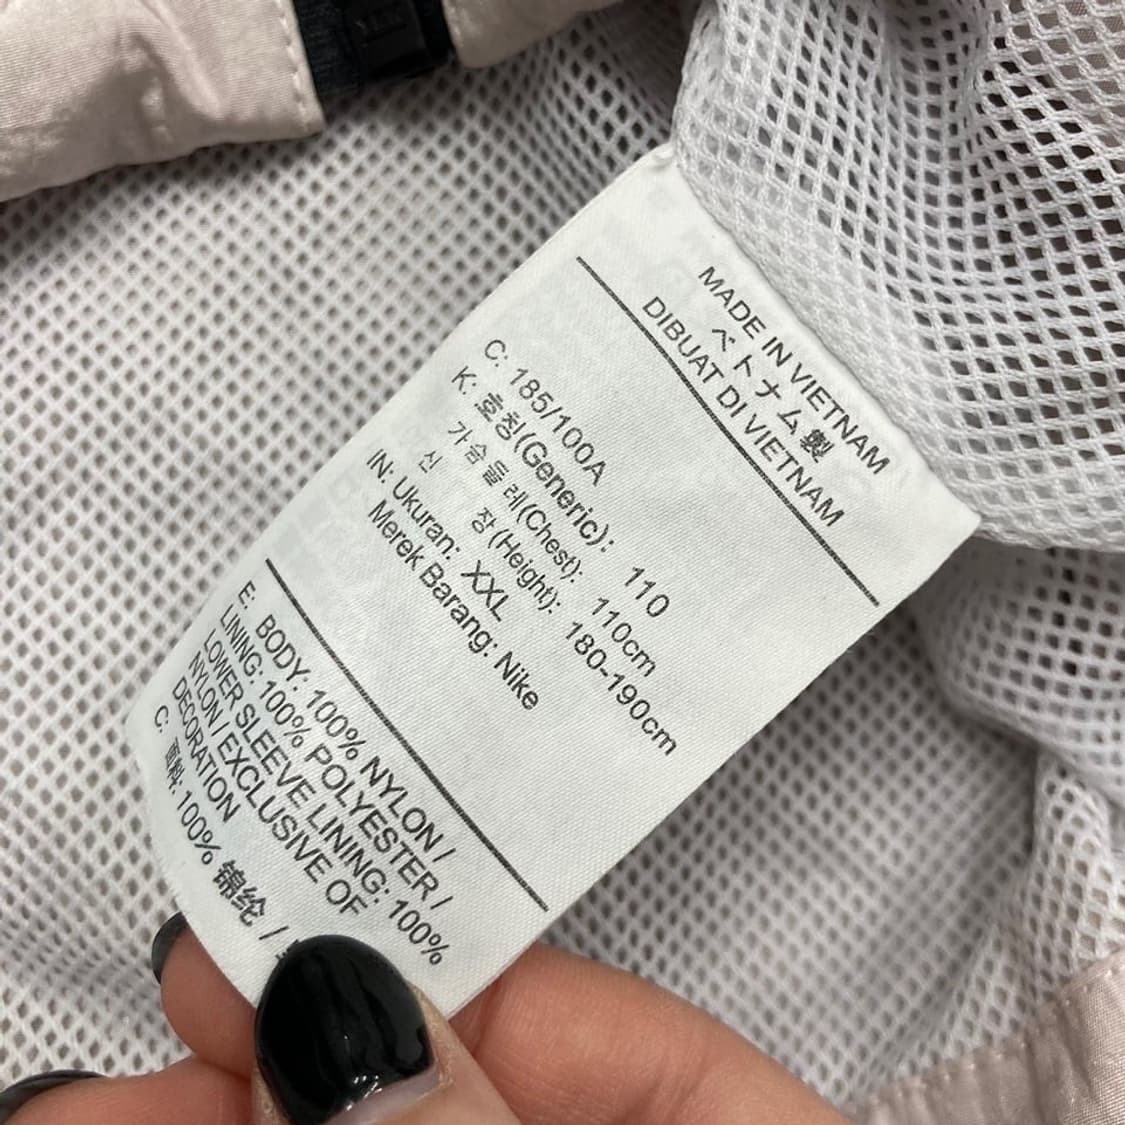 MADE IN VIETNAM
ベトナム製
DIBUAT DI VIETNAM
C: 185/100A
K: 호칭(Generic): 110
가슴둘레(Chest): 110cm
신 장(Height): 180-190cm
IN: Ukuran: XXL
Merek Barang: Nike
E: BODY: 100% NYLON /
LINING: 100% POLYESTER /
LOWER SLEEVE LINING: 100%
NYLON / EXCLUSIVE OF
DECORATION
C: 面料: 100% 锦纶 /